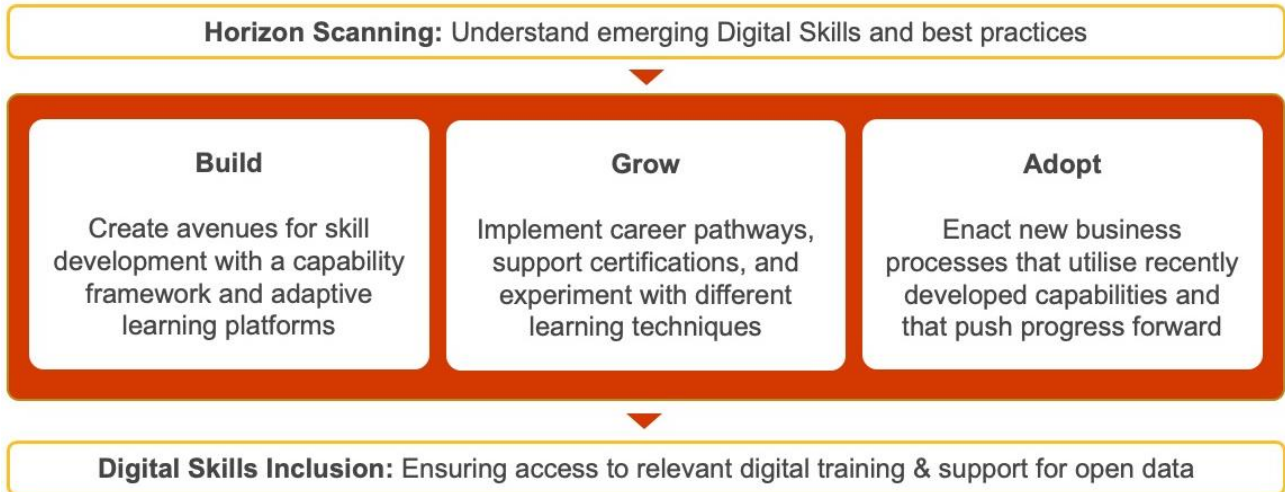 Horizon Scanning: Understand emerging Digital Skills and best practices
Build
Create avenues for skill
development with a capability
framework and adaptive
learning platforms
Grow
Implement career pathways,
support certifications, and
experiment with different
learning techniques
Adopt
Enact new business
processes that utilise recently
developed capabilities and
that push progress forward
Digital Skills Inclusion: Ensuring access to relevant digital training & support for open data